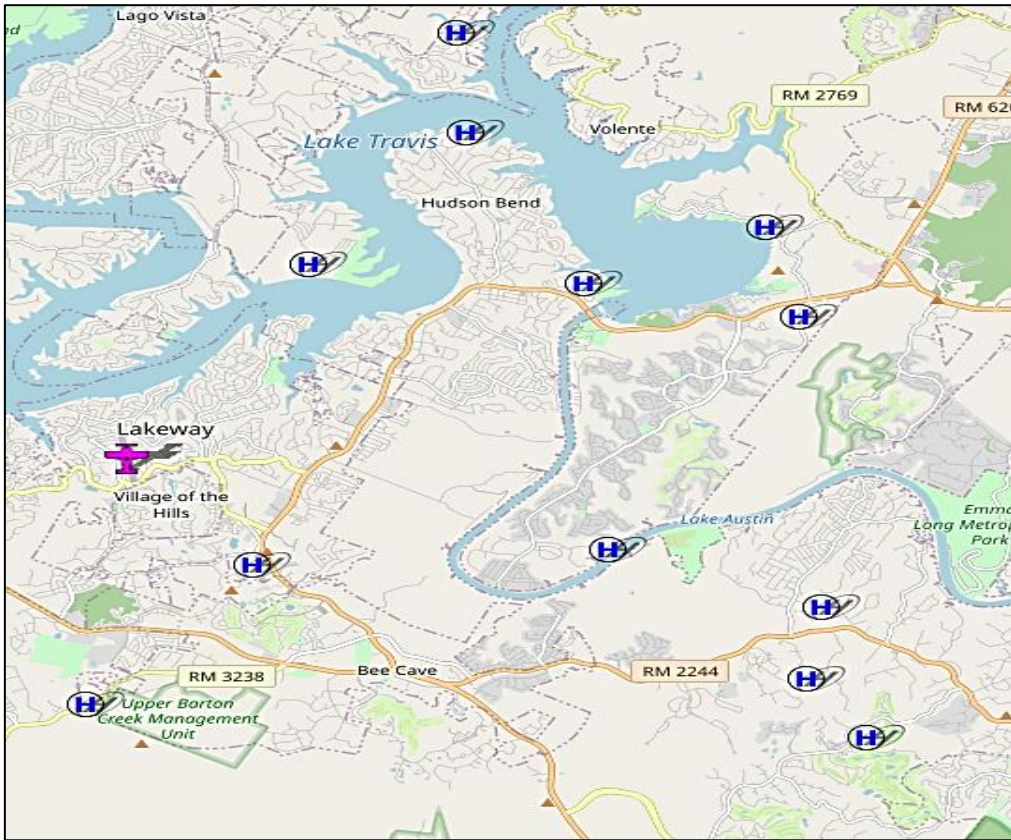 Lago Vista
RM 2769
RM 620
Volente
Lake Travis
Hudson Bend
Lakeway
Village of the
Hills
Lake Austin
Emma
Long Metrop
Park
Bee Cave
RM 2244
RM 3238
Upper Barton
Creek Management
Unit
H
H
H
H
H
H
H
H
H
H
H
H